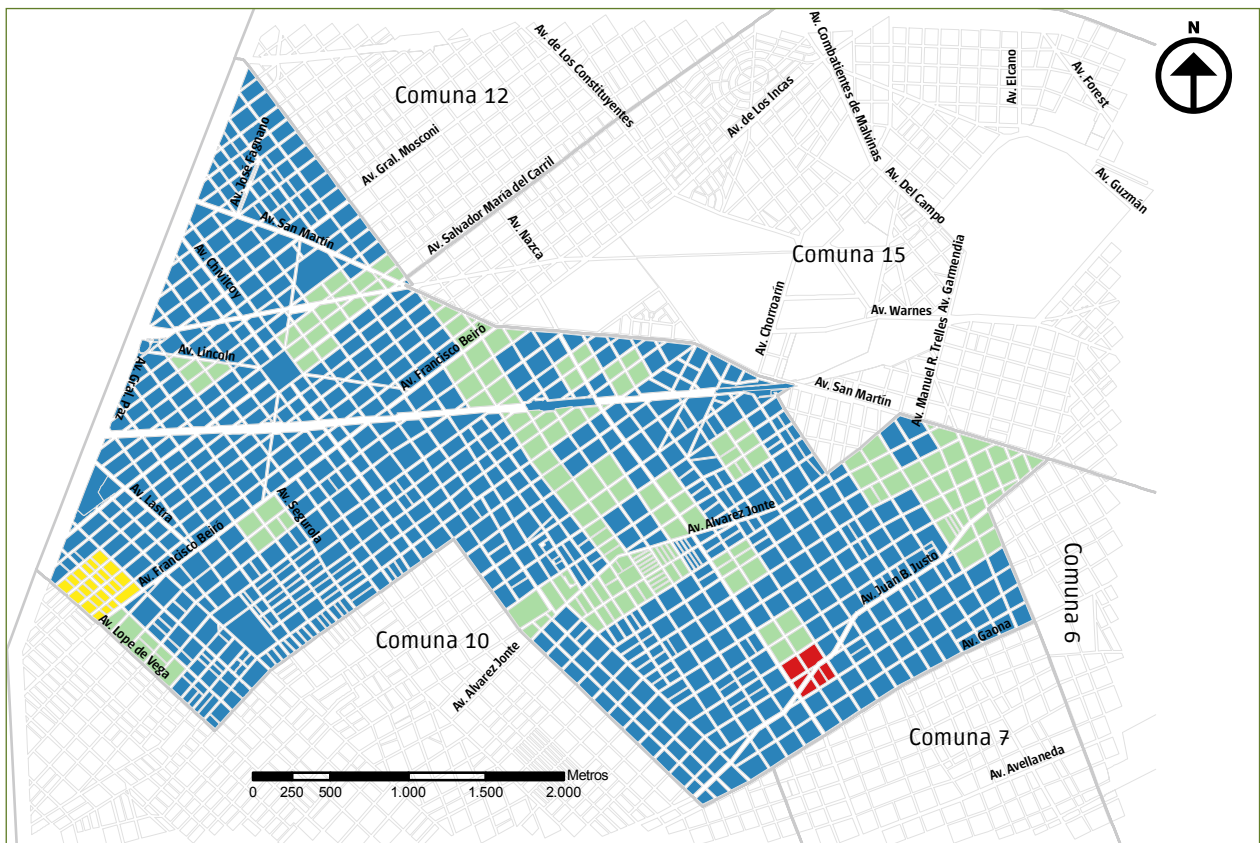 N
Av. Combatientes de Malvinas
Av. de Los Constituyentes
Av. Elcano
Av. Forest
Comuna 12
Av. de Los Incas
Av. Gral. Mosconi
Av. José Fagnano
Av. Salvador María del Carril
Av. Del Campo
Av. Guzmán
Av. San Martín
Av. Nazca
Comuna 15
Av. Garmendia
Av. Chivilcoy
Av. Chorroarín
Av. Warnes
Av. Lincoln
Av. Francisco Beiró
Av. Manuel R. Trelles
Av. Gral. Paz
Av. San Martín
Av. Lastra
Av. Segurola
Av. Alvarez Jonte
Av. Francisco Beiró
Av. Juan B. Justo
Comuna 6
Av. Lope de Vega
Comuna 10
Av. Gaona
Av. Alvarez Jonte
Comuna 7
Av. Avellaneda
Metros
0 250 500 1.000 1.500 2.000